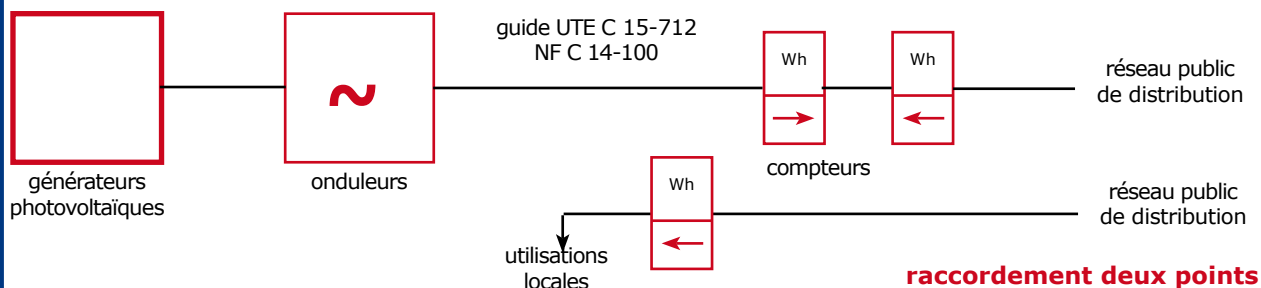 guide UTE C 15-712
NF C 14-100
Wh
Wh
réseau public
de distribution
générateurs
photovoltaïques
onduleurs
compteurs
Wh
réseau public
de distribution
utilisations
locales
raccordement deux points